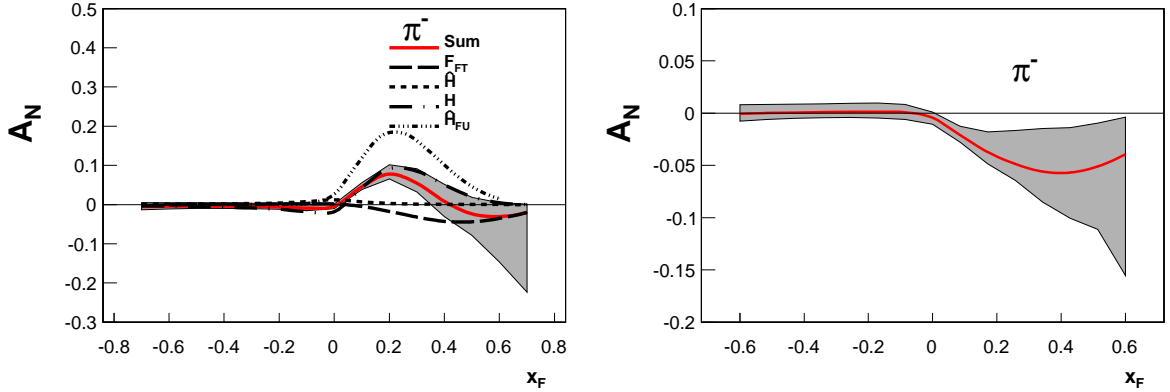 0.5
0.4
0.3
0.2
0.1
0
-0.1
-0.2
-0.3
A_N
π⁻
Sum
F_FT
Ĥ
H
Ĥ_FU
-0.8 -0.6 -0.4 -0.2 0 0.2 0.4 0.6 0.8
x_F
0.1
0.05
0
-0.05
-0.1
-0.15
-0.2
A_N
π⁻
-0.6 -0.4 -0.2 0 0.2 0.4 0.6
x_F